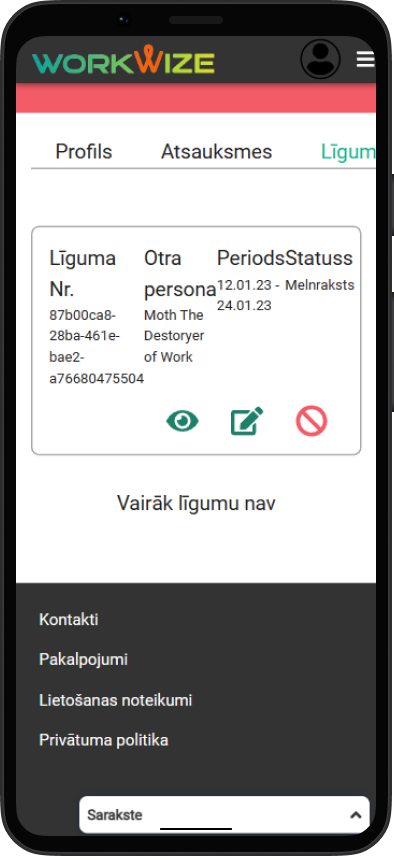 WORKWIZE
Profils Atsauksmes Līgum
Līguma Nr.
87b00ca8-
28ba-461e-
bae2-
a76680475504
Otra persona
Moth The
Destoryer
of Work
Periods
12.01.23 -
24.01.23
Statuss
Melnraksts
Vairāk līgumu nav
Kontakti
Pakalpojumi
Lietošanas noteikumi
Privātuma politika
Sarakste